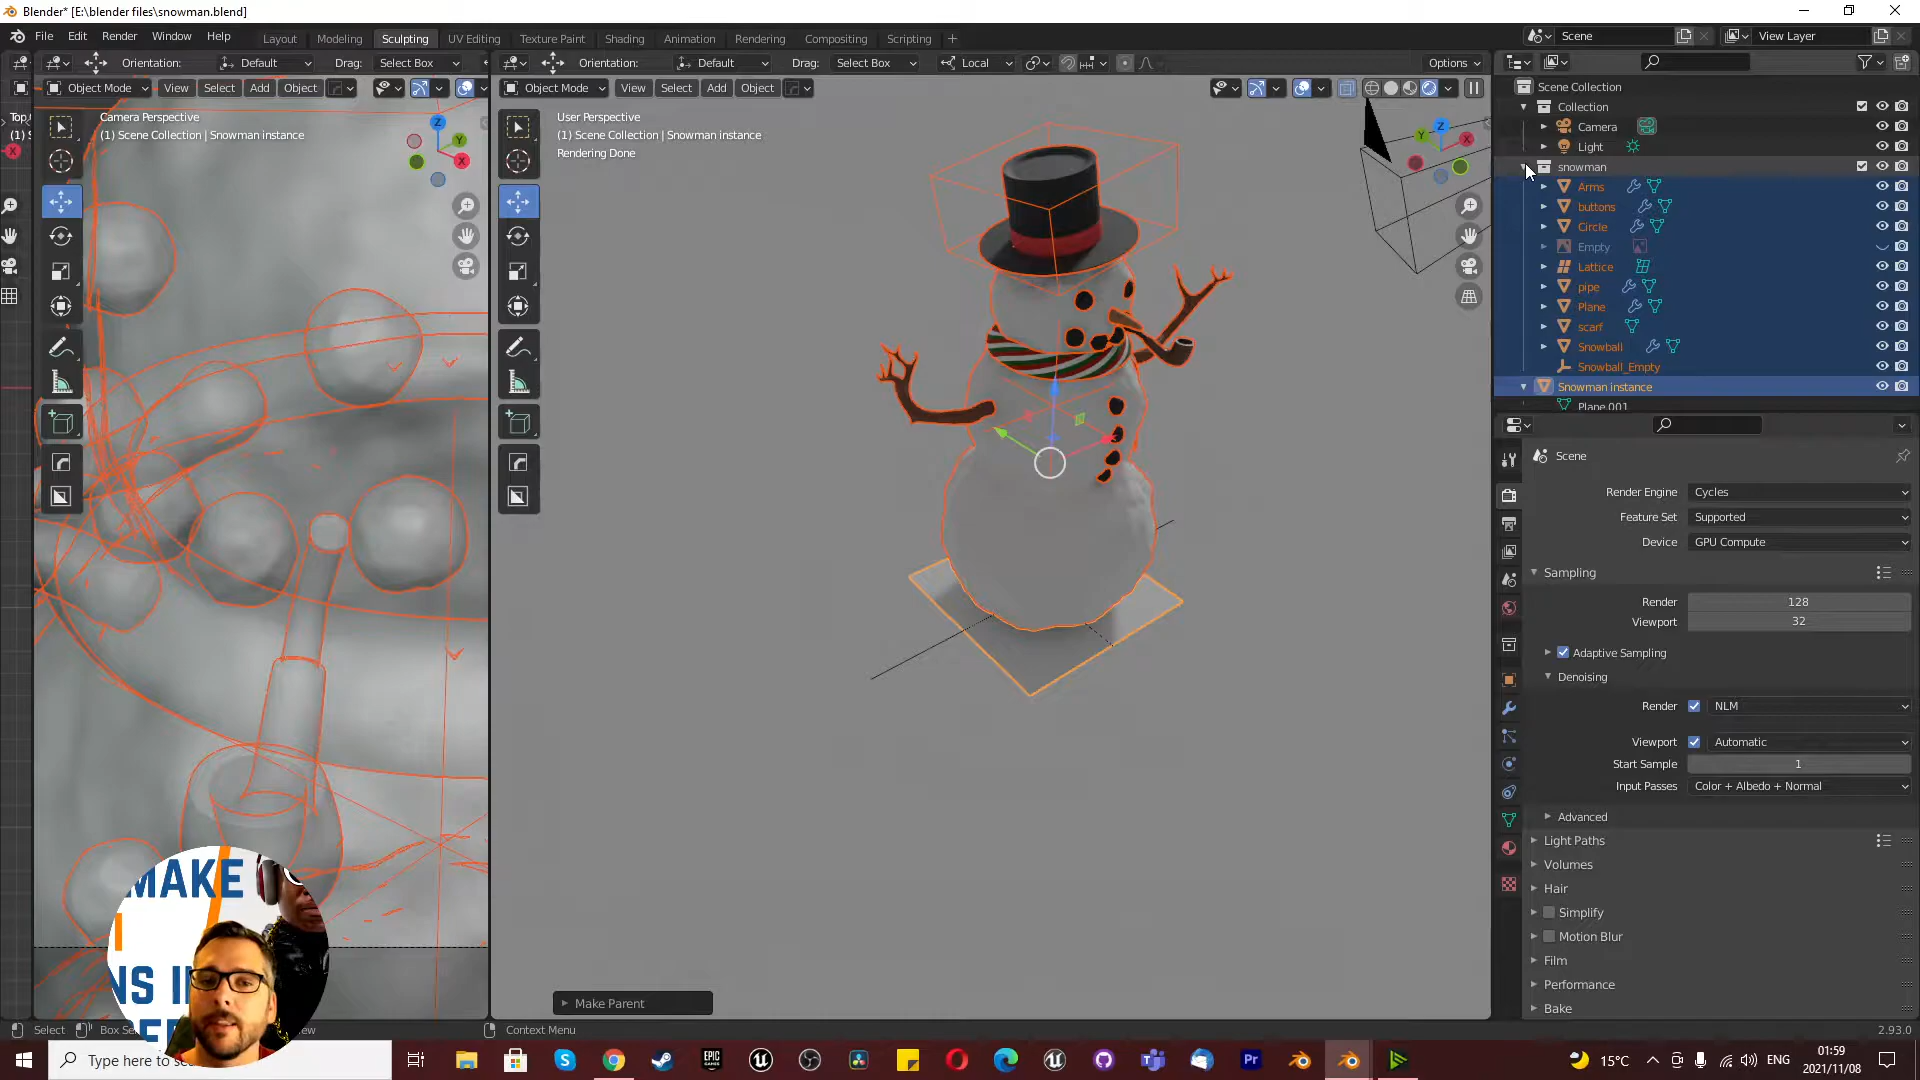 Blender* [E:\blender files\snowman.blend]
File Edit Render Window Help
Layout Modeling Sculpting UV Editing Texture Paint Shading Animation Rendering Compositing Scripting
Scene View Layer
Orientation: Default Drag: Select Box
Orientation: Default Drag: Select Box Local Options
Object Mode View Select Add Object
Object Mode View Select Add Object
Camera Perspective
(1) Scene Collection | Snowman instance
User Perspective
(1) Scene Collection | Snowman instance
Rendering Done
Scene Collection
Collection
Camera
Light
snowman
Arms
buttons
Circle
Empty
Lattice
pipe
Plane
scarf
Snowball
Snowball_Empty
Snowman instance
Plane.001
Scene
Render Engine Cycles
Feature Set Supported
Device GPU Compute
Sampling
Render 128
Viewport 32
Adaptive Sampling
Denoising
Render NLM
Viewport Automatic
Start Sample 1
Input Passes Color + Albedo + Normal
Advanced
Light Paths
Volumes
Hair
Simplify
Motion Blur
Film
Performance
Bake
Make Parent
MAKE
Select
Context Menu
2.93.0
Type here to
15°C
ENG
01:59
2021/11/08